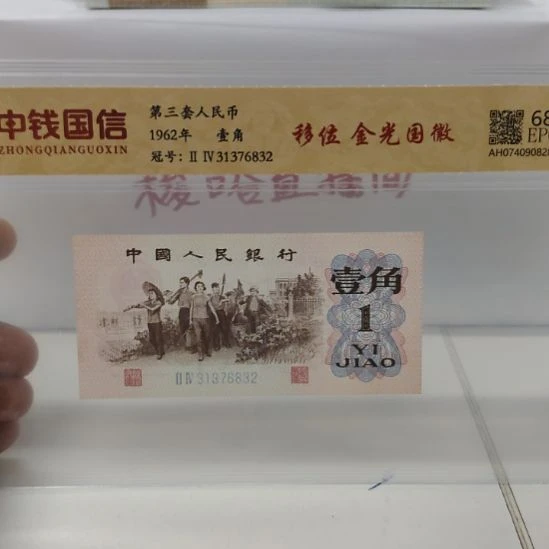 中钱国信
ZHONGQIANGUOXIN
第三套人民币
1962年 壹角
冠号: II IV 31376832
移位 金光国徽
68
EP
AH07409082
中國人民銀行
壹角
1
YI
JIAO
II IV 31376832